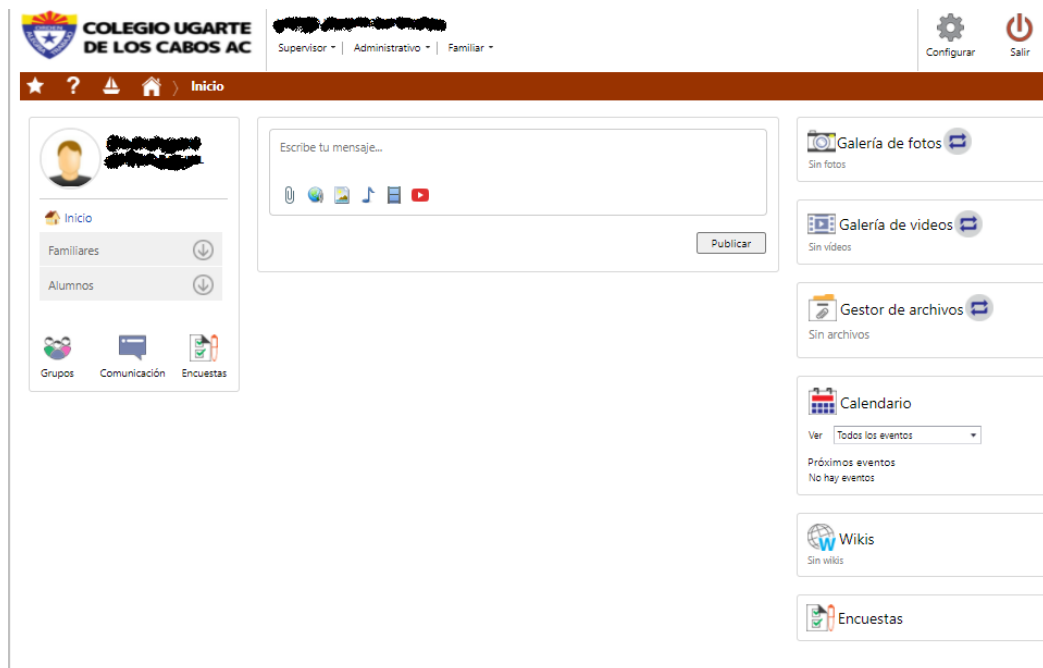 COLEGIO UGARTE
DE LOS CABOS AC
Supervisor
Administrativo
Familiar
Configurar
Salir
?
Inicio
Escribe tu mensaje...
Publicar
Inicio
Familiares
Alumnos
Grupos
Comunicación
Encuestas
Galería de fotos
Sin fotos
Galería de videos
Sin vídeos
Gestor de archivos
Sin archivos
Calendario
Ver Todos los eventos
Próximos eventos
No hay eventos
W
Wikis
Sin wikis
Encuestas